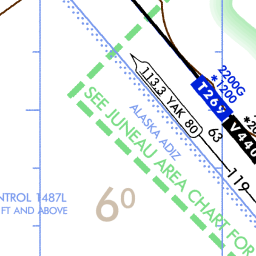 2200G
*1200
T269
V440
113.3 YAK 80
63
119
ALASKA ADIZ
SEE JUNEAU AREA CHART FOR
NTROL 1487L
FT AND ABOVE
6⁰